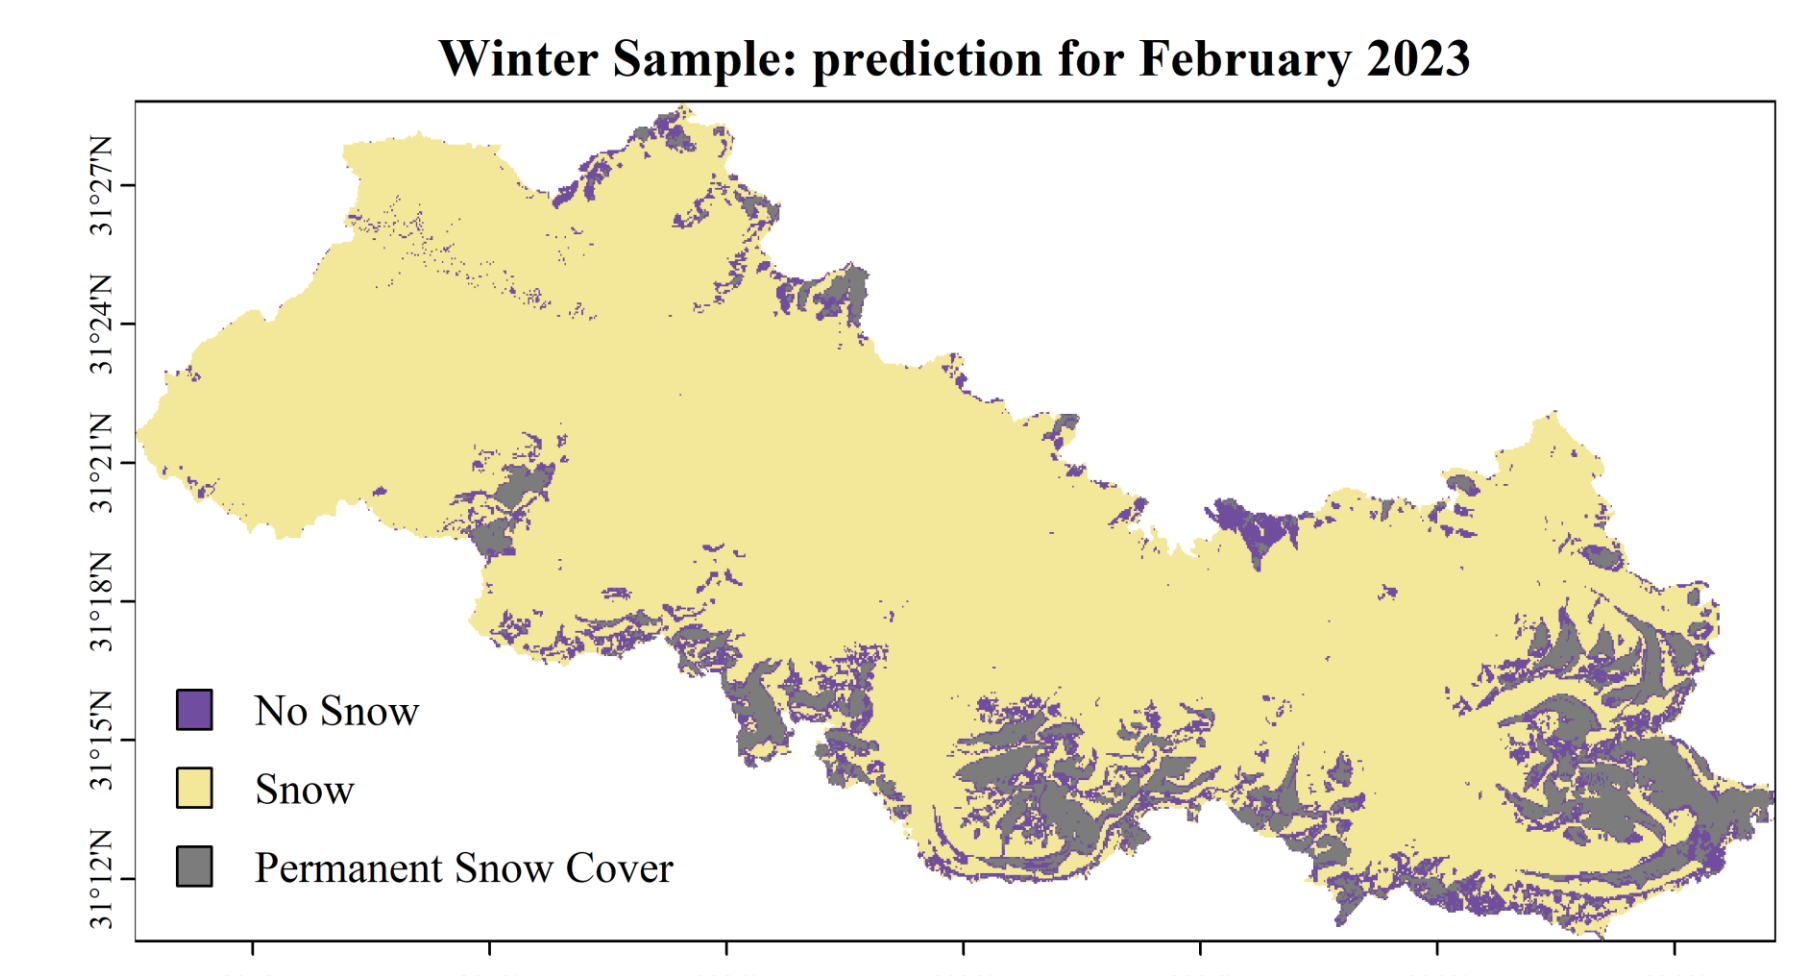 Winter Sample: prediction for February 2023
31°27'N
31°24'N
31°21'N
31°18'N
31°15'N
31°12'N
No Snow
Snow
Permanent Snow Cover